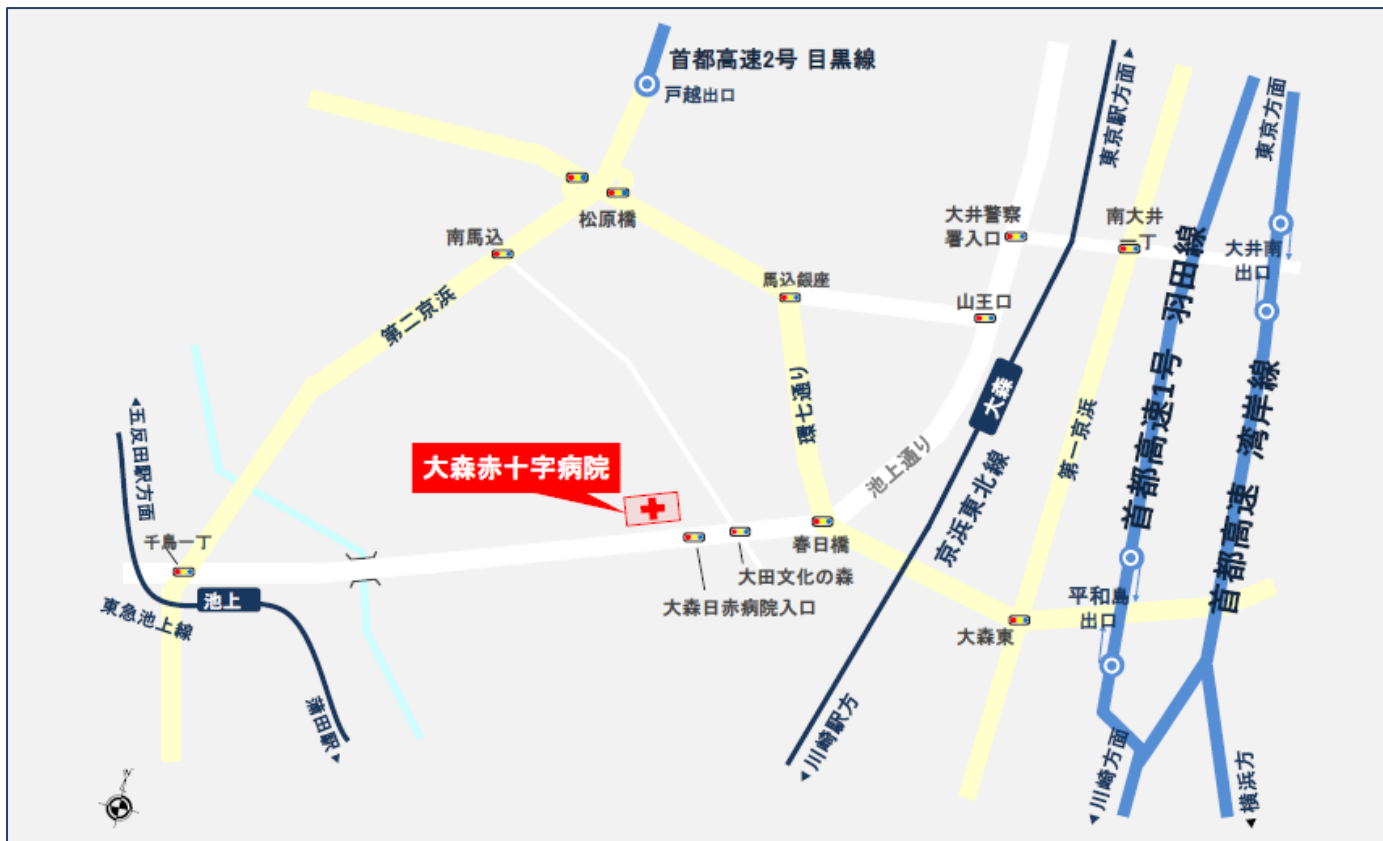 首都高速2号 目黒線
戸越出口
松原橋
南馬込
第二京浜
馬込銀座
環七通り
大井警察
署入口
山王口
東京駅方面▶
南大井
一丁
東京方面
大井南
出口
首都高速1号 羽田線
首都高速 湾岸線
大森
京浜東北線
第一京浜
池上通り
大森赤十字病院
◀五反田駅方面
千鳥一丁
池上
東急池上線
蒲田駅▶
春日橋
大田文化の森
大森日赤病院入口
大森東
平和島
出口
◀川崎駅方
◀川崎方面
◀横浜方
N